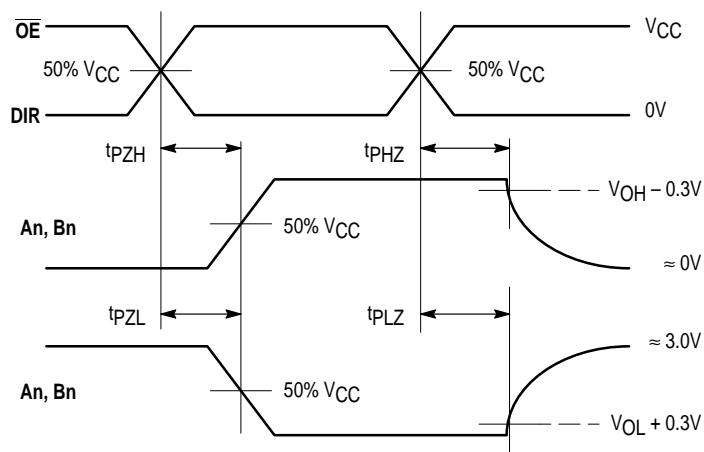 OE VCC
50% VCC 50% VCC
DIR 0V
tPZH tPHZ
VOH – 0.3V
An, Bn 50% VCC
≈ 0V
tPZL tPLZ
≈ 3.0V
An, Bn 50% VCC
VOL + 0.3V